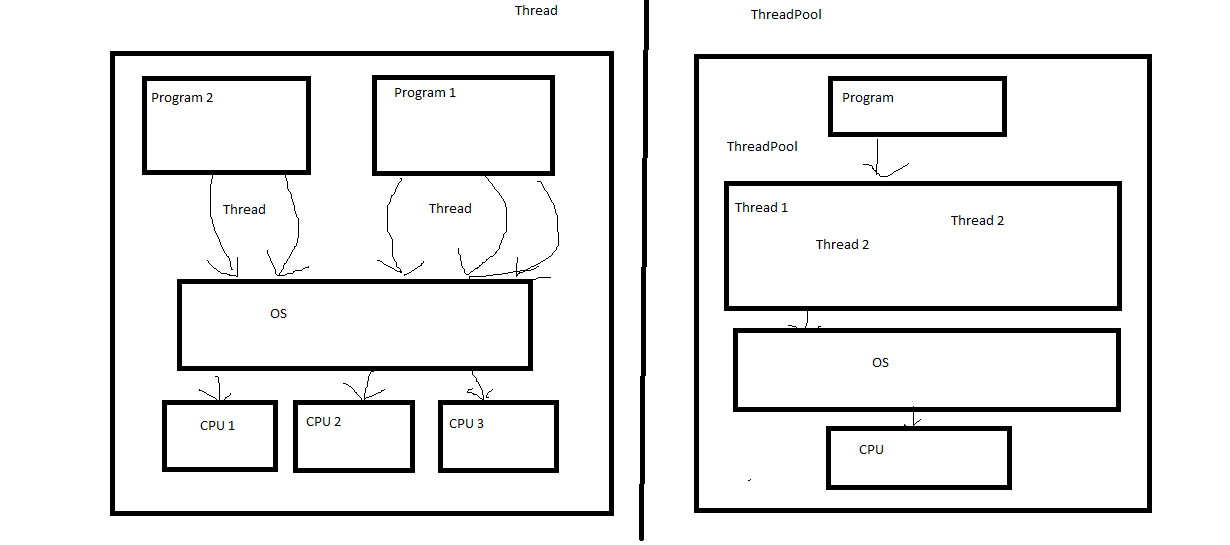 Thread
Program 2
Program 1
Thread
Thread
OS
CPU 1
CPU 2
CPU 3
ThreadPool
Program
ThreadPool
Thread 1
Thread 2
Thread 2
OS
CPU